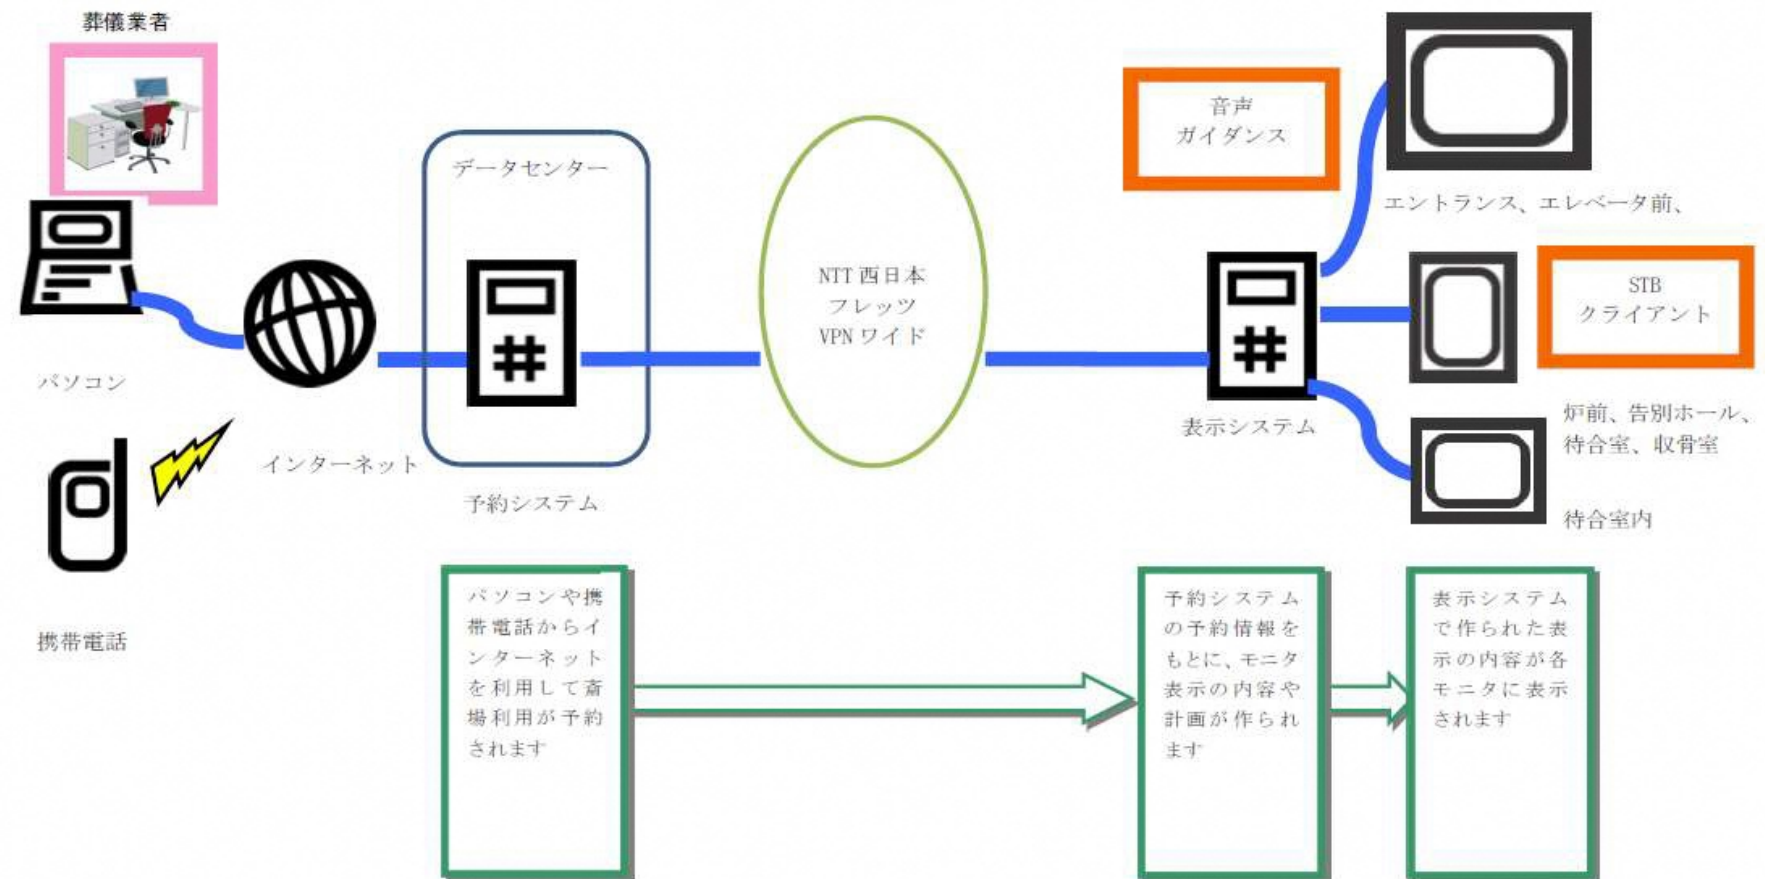 葬儀業者
音声
ガイダンス
データセンター
エントランス、エレベータ前、
NTT 西日本
フレッツ
VPN ワイド
STB
クライアント
パソコン
炉前、告別ホール、
待合室、収骨室
表示システム
インターネット
予約システム
待合室内
携帯電話
パソコンや携
帯電話からイ
ンターネット
を利用して斎
場利用が予約
されます
予約システム
の予約情報を
もとに、モニタ
表示の内容や
計画が作られ
ます
表示システム
で作られた表
示の内容が各
モニタに表示
されます